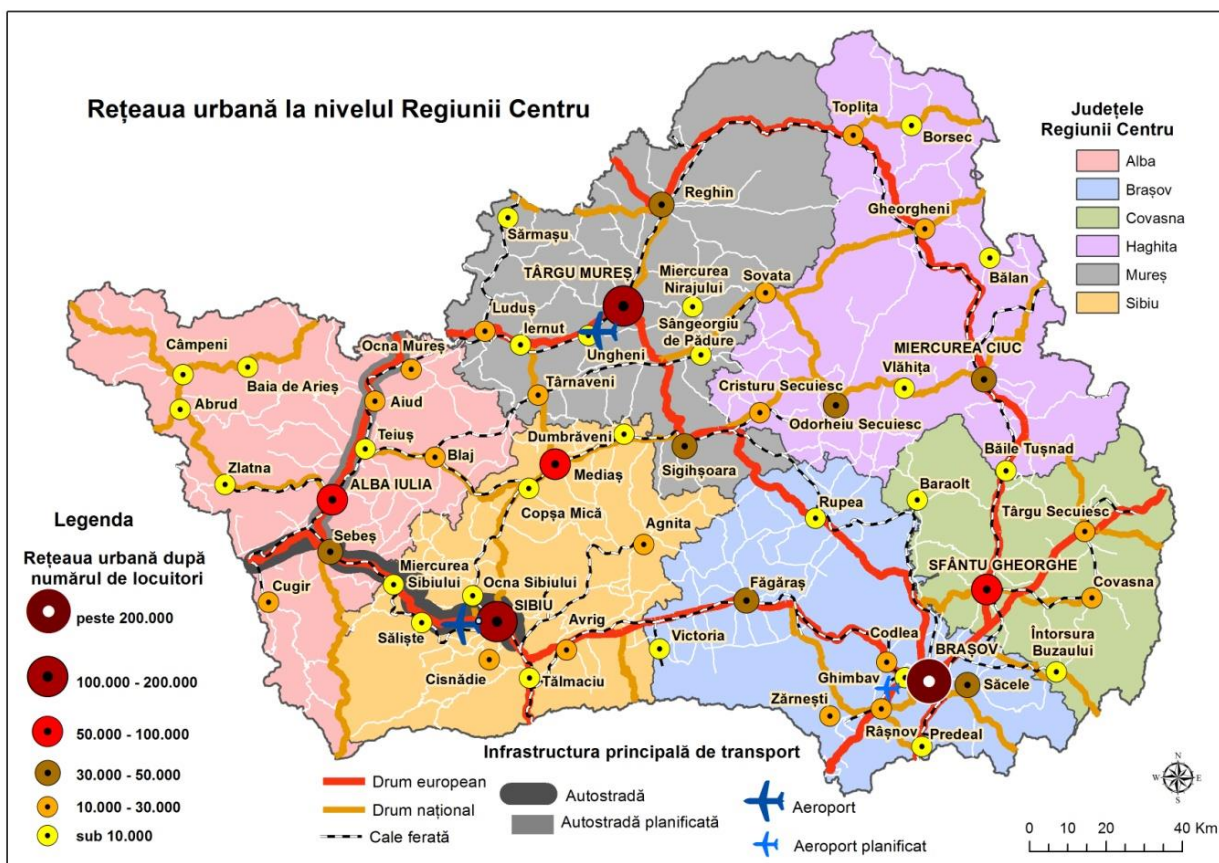 Rețeaua urbană la nivelul Regiunii Centru
Județele
Regiunii Centru
Alba
Brașov
Covasna
Haghita
Mureș
Sibiu
Toplița
Borsec
Reghin
Gheorgheni
Sărmașu
Bălan
TÂRGU MUREȘ
Miercurea
Nirajului
Sovata
Luduș
Iernut
Ungheni
Sângeorgiu
de Pădure
MIERCUREA CIUC
Vlăhița
Câmpeni
Ocna Mureș
Baia de Arieș
Târnaveni
Cristuru Secuiesc
Odorheiu Secuiesc
Abrud
Aiud
Teiuș
Dumbrăveni
Sigihșoara
Băile Tușnad
Zlatna
Blaj
Mediaș
ALBA IULIA
Copșa Mică
Rupea
Baraolt
Târgu Secuiesc
Agnita
Sebeș
Miercurea
Sibiului
Ocna Sibiului
SFÂNTU GHEORGHE
Cugir
SIBIU
Făgăraș
Covasna
Săliște
Avrig
Victoria
Codlea
BRAȘOV
Întorsura
Buzaului
Cisnădie
Tălmaciu
Ghimbav
Săcele
Zărnești
Râșnov
Predeal
Legenda
Rețeaua urbană după
numărul de locuitori
peste 200.000
100.000 - 200.000
50.000 - 100.000
30.000 - 50.000
10.000 - 30.000
sub 10.000
Infrastructura principală de transport
Drum european
Drum național
Cale ferată
Autostradă
Autostradă planificată
Aeroport
Aeroport planificat
N
W
E
S
0 10 20 40 Km